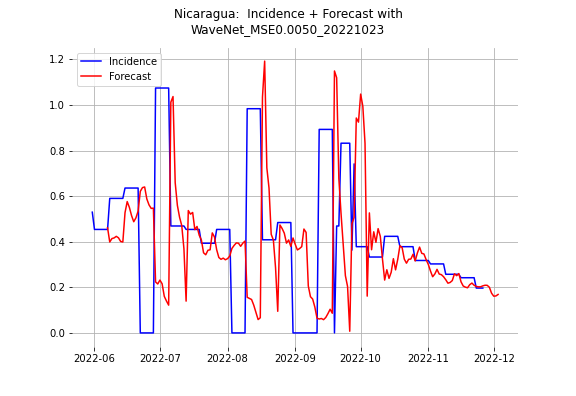 Nicaragua:  Incidence + Forecast with
WaveNet_MSE0.0050_20221023
Incidence
Forecast
1.2
1.0
0.8
0.6
0.4
0.2
0.0
2022-06 2022-07 2022-08 2022-09 2022-10 2022-11 2022-12